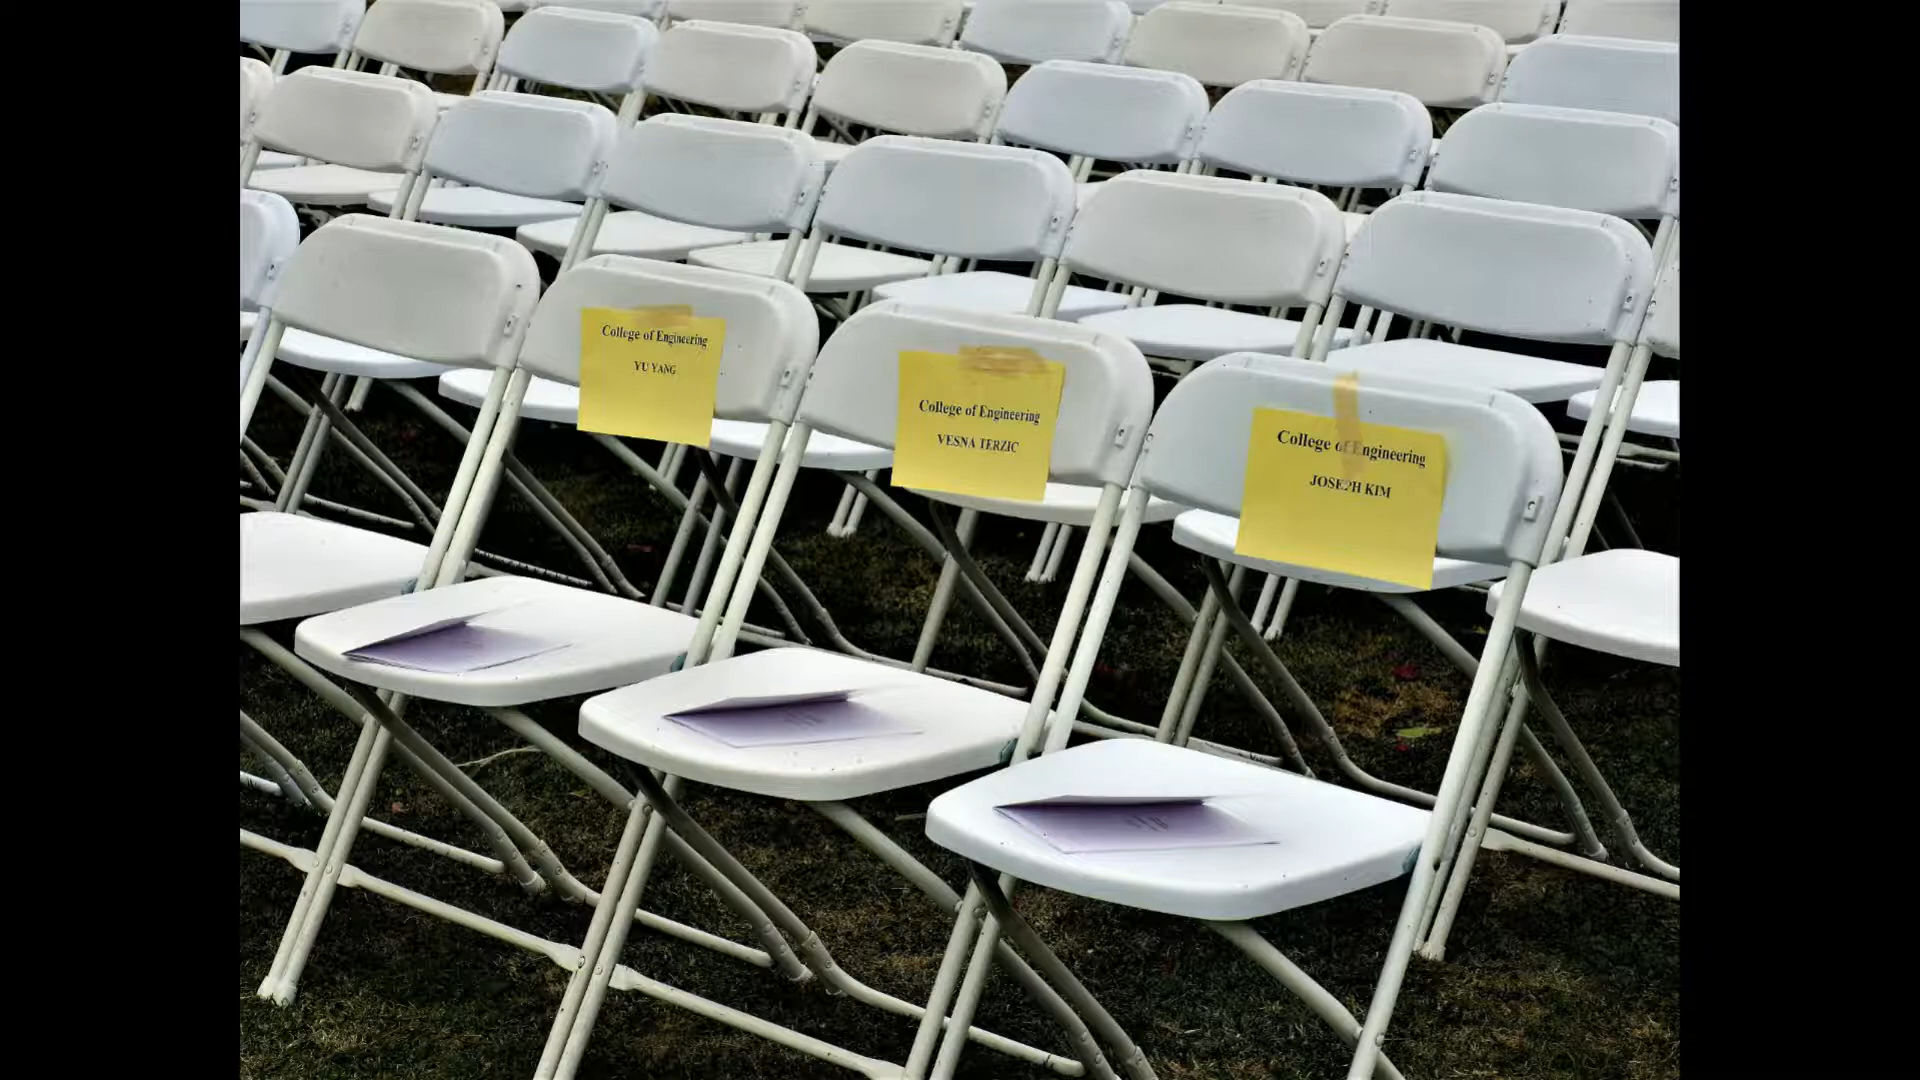 College of Engineering
YU YANG
College of Engineering
VESNA TERZIC
College of Engineering
JOSEPH KIM